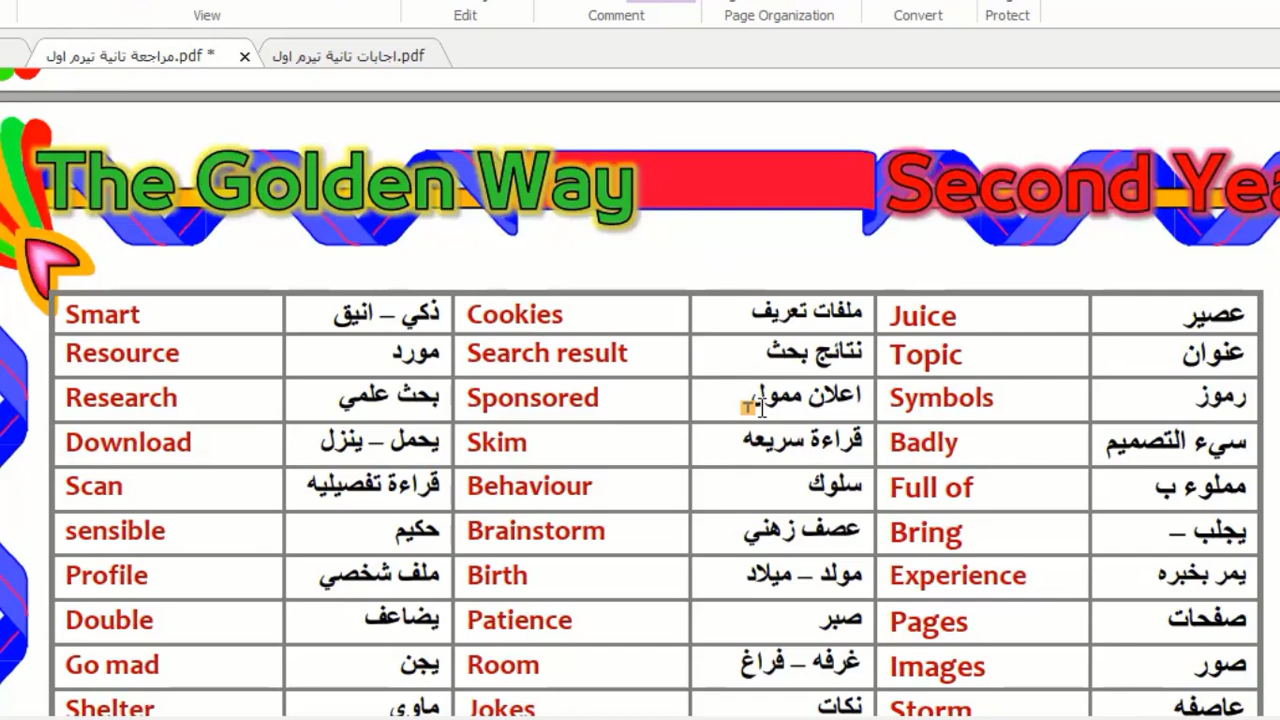 View Edit Comment Page Organization Convert Protect
مراجعة تانية تيرم اول.pdf * اجابات تانية تيرم اول.pdf
The Golden Way Second Yea
Smart ذكي – انيق Cookies ملفات تعريف Juice عصير
Resource مورد Search result نتائج بحث Topic عنوان
Research بحث علمي Sponsored اعلان ممول Symbols رموز
Download يحمل – ينزل Skim قراءة سريعه Badly سيء التصميم
Scan قراءة تفصيليه Behaviour سلوك Full of مملوء ب
sensible حكيم Brainstorm عصف زهني Bring يجلب –
Profile ملف شخصي Birth مولد – ميلاد Experience يمر بخبره
Double يضاعف Patience صبر Pages صفحات
Go mad يجن Room غرفه – فراغ Images صور
Shelter ماوى Jokes نكات Storm عاصفه